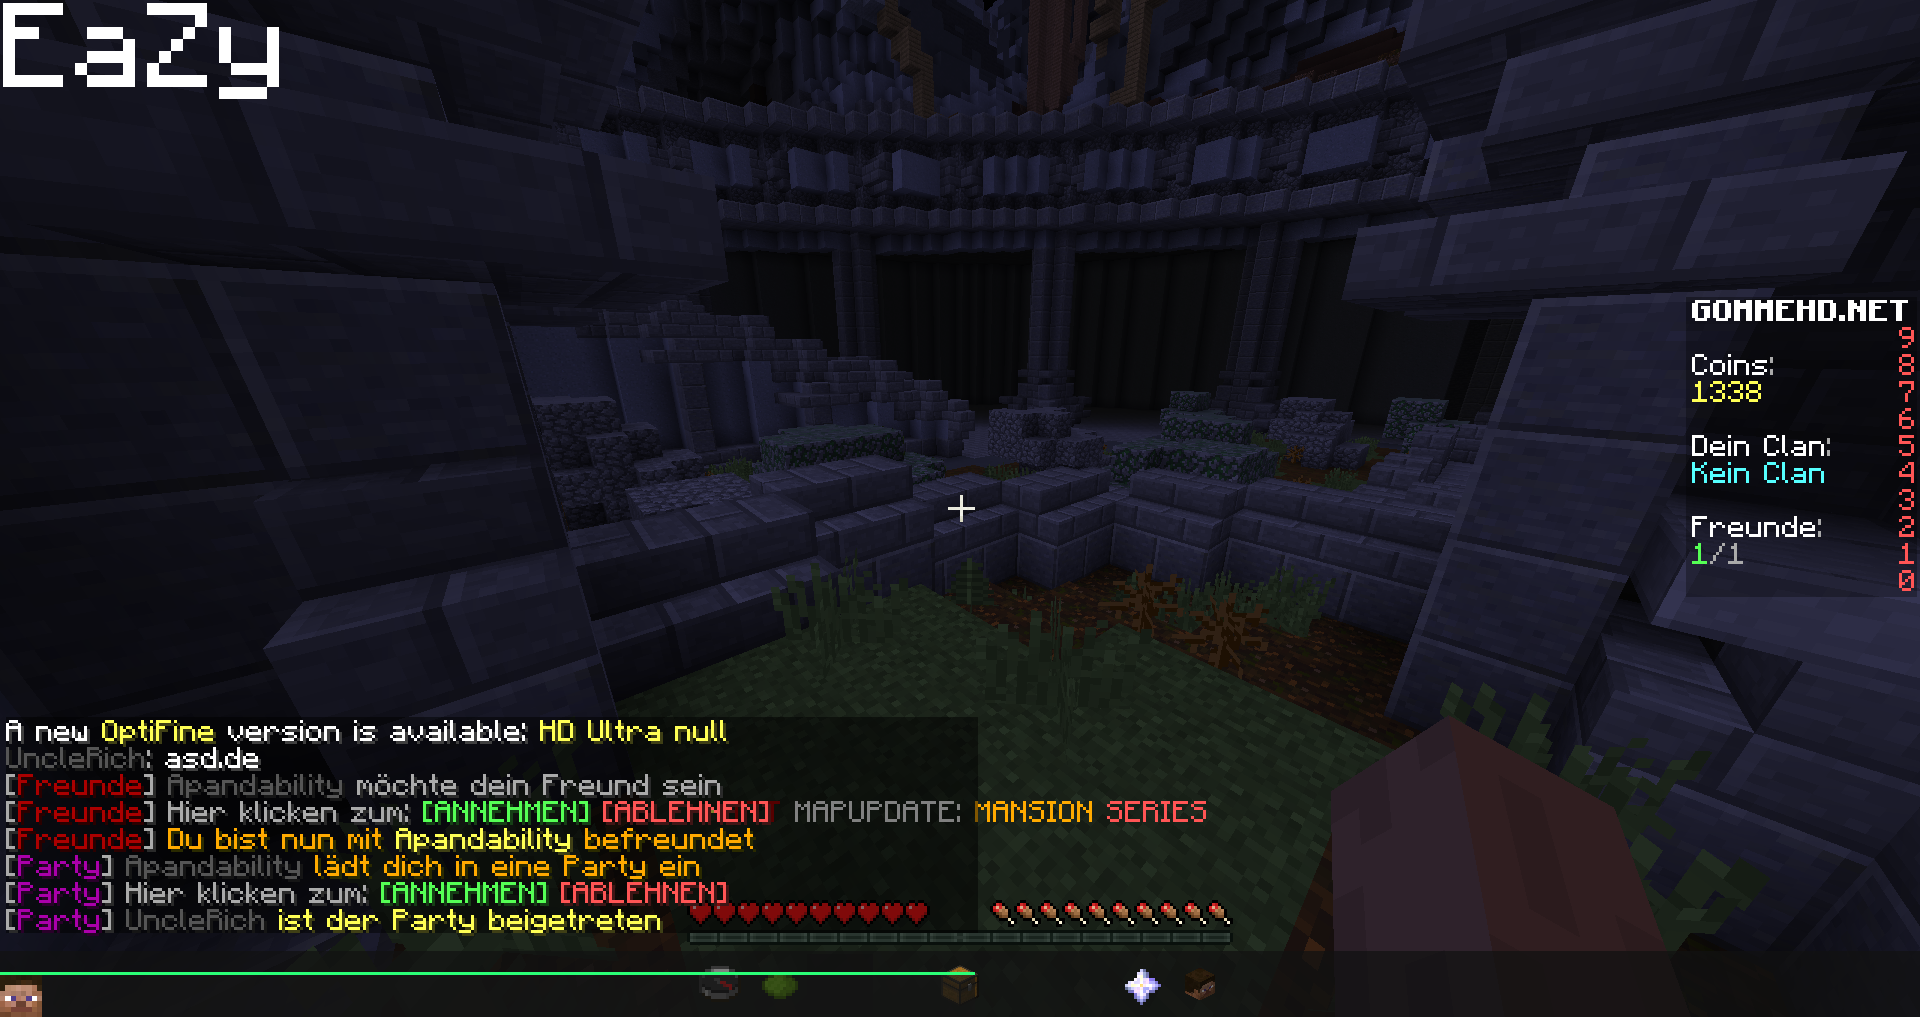 EaZy
GOMMEHD.NET
9
Coins: 8
1338 7
6
Dein Clan: 5
Kein Clan 4
3
Freunde: 2
1/1 1
0
A new OptiFine version is available: HD Ultra null
UncleRich: asd.de
[Freunde] Apandability möchte dein Freund sein
[Freunde] Hier klicken zum: [ANNEHMEN] [ABLEHNEN] MAPUPDATE: MANSION SERIES
[Freunde] Du bist nun mit Apandability befreundet
[Party] Apandability lädt dich in eine Party ein
[Party] Hier klicken zum: [ANNEHMEN] [ABLEHNEN]
[Party] UncleRich ist der Party beigetreten